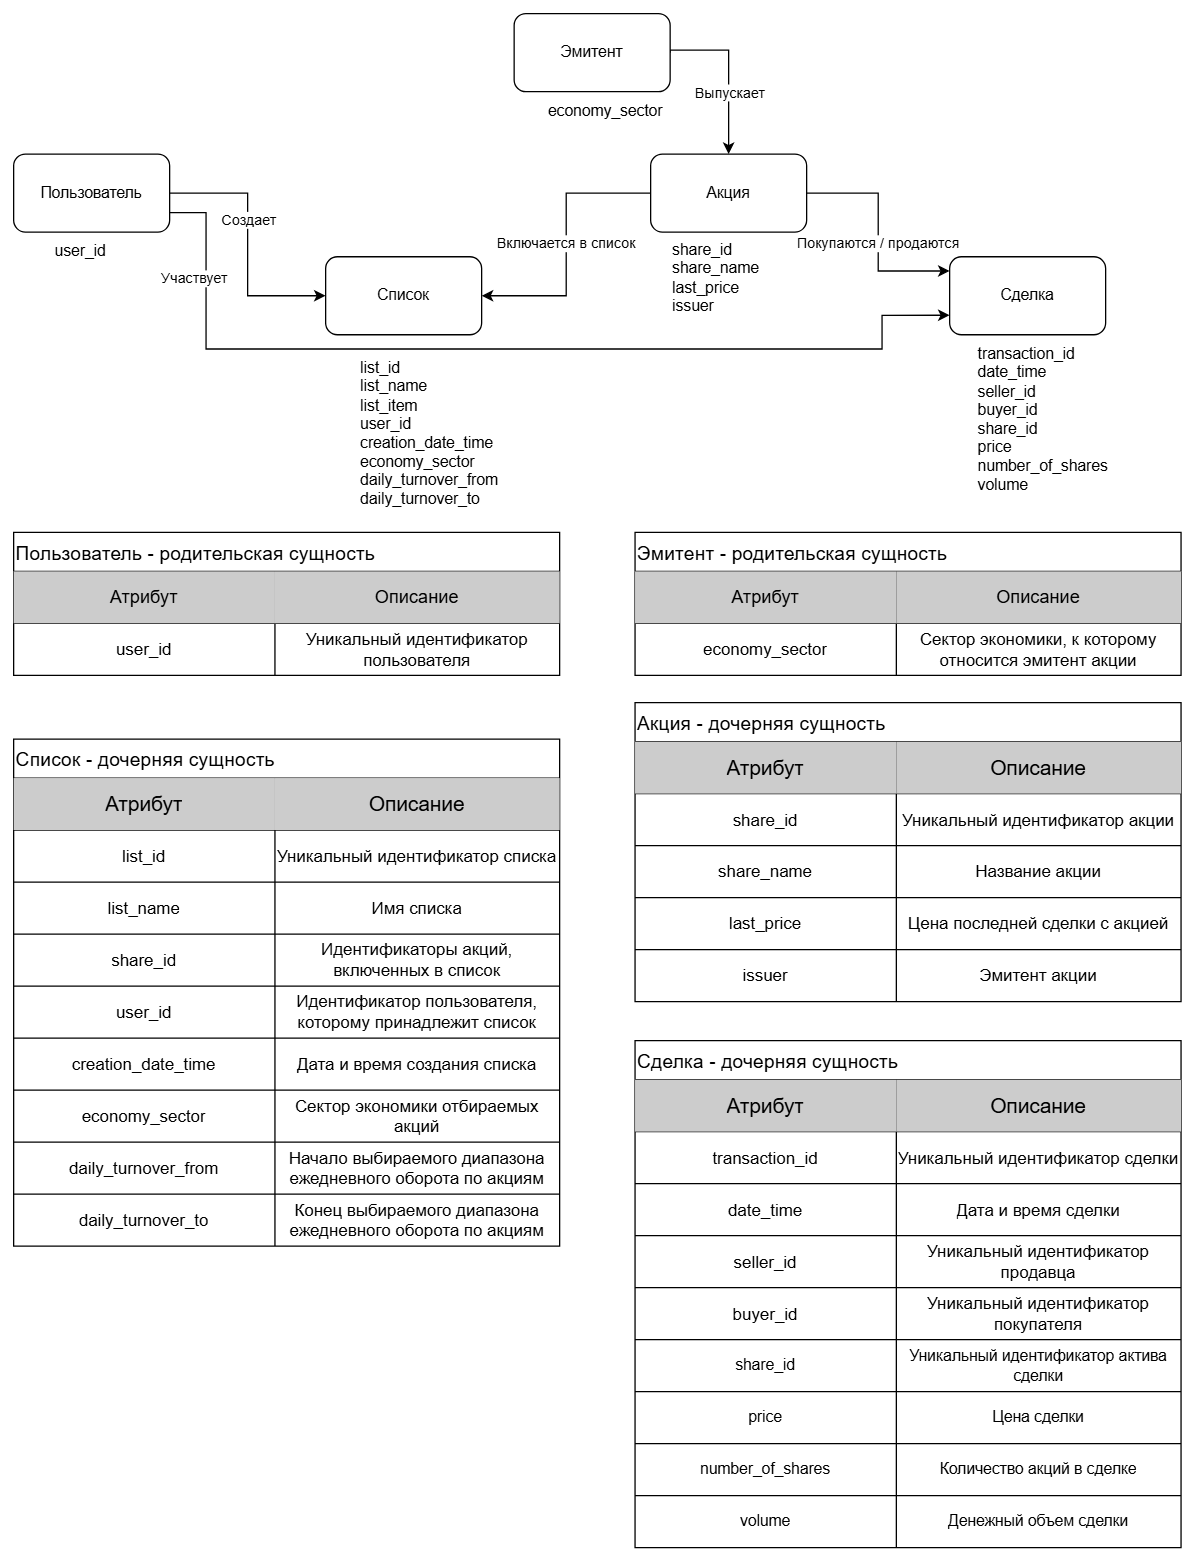 Эмитент
economy_sector
Выпускает
Пользователь
user_id
Создает
Участвует
Акция
share_id
share_name
last_price
issuer
Включается в список
Покупаются / продаются
Список
list_id
list_name
list_item
user_id
creation_date_time
economy_sector
daily_turnover_from
daily_turnover_to
Сделка
transaction_id
date_time
seller_id
buyer_id
share_id
price
number_of_shares
volume
Пользователь - родительская сущность
Атрибут
Описание
user_id
Уникальный идентификатор
пользователя
Список - дочерняя сущность
Атрибут
Описание
list_id
Уникальный идентификатор списка
list_name
Имя списка
share_id
Идентификаторы акций,
включенных в список
user_id
Идентификатор пользователя,
которому принадлежит список
creation_date_time
Дата и время создания списка
economy_sector
Сектор экономики отбираемых
акций
daily_turnover_from
Начало выбираемого диапазона
ежедневного оборота по акциям
daily_turnover_to
Конец выбираемого диапазона
ежедневного оборота по акциям
Эмитент - родительская сущность
Атрибут
Описание
economy_sector
Сектор экономики, к которому
относится эмитент акции
Акция - дочерняя сущность
Атрибут
Описание
share_id
Уникальный идентификатор акции
share_name
Название акции
last_price
Цена последней сделки с акцией
issuer
Эмитент акции
Сделка - дочерняя сущность
Атрибут
Описание
transaction_id
Уникальный идентификатор сделки
date_time
Дата и время сделки
seller_id
Уникальный идентификатор
продавца
buyer_id
Уникальный идентификатор
покупателя
share_id
Уникальный идентификатор актива
сделки
price
Цена сделки
number_of_shares
Количество акций в сделке
volume
Денежный объем сделки